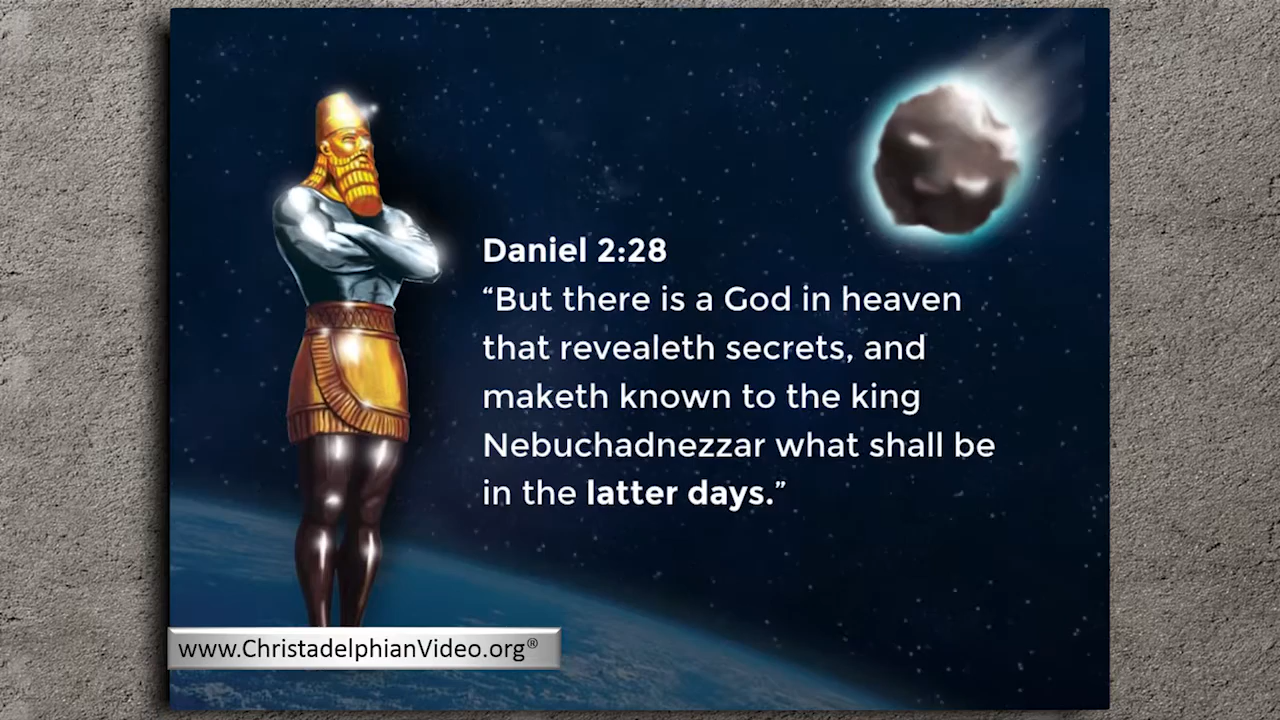 Daniel 2:28
“But there is a God in heaven
that revealeth secrets, and
maketh known to the king
Nebuchadnezzar what shall be
in the latter days.”
www.ChristadelphianVideo.org®